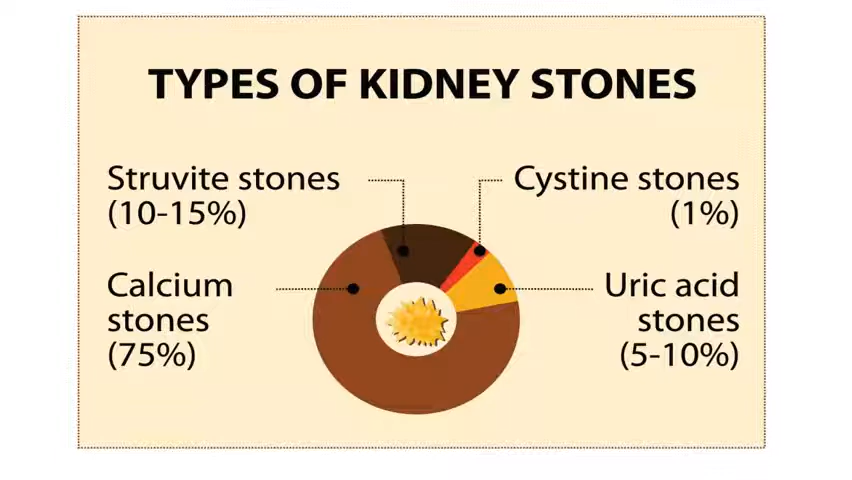 TYPES OF KIDNEY STONES
Struvite stones
(10-15%)
Cystine stones
(1%)
Calcium
stones
(75%)
Uric acid
stones
(5-10%)